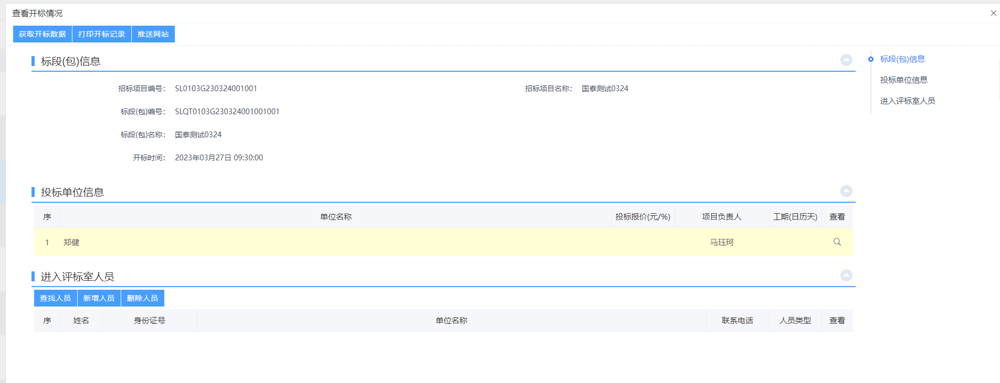 查看开标情况
获取开标数据 打印开标记录 推送网站
标段(包)信息
招标项目编号： SL0103G230324001001 招标项目名称： 国泰测试0324
标段(包)编号： SLQT0103G230324001001001
标段(包)名称： 国泰测试0324
开标时间： 2023年03月27日 09:30:00
投标单位信息
序 单位名称 投标报价(元/%) 项目负责人 工期(日历天) 查看
1 郑健 马珏珂
进入评标室人员
查找人员 新增人员 删除人员
序 姓名 身份证号 单位名称 联系电话 人员类型 查看
标段(包)信息
投标单位信息
进入评标室人员